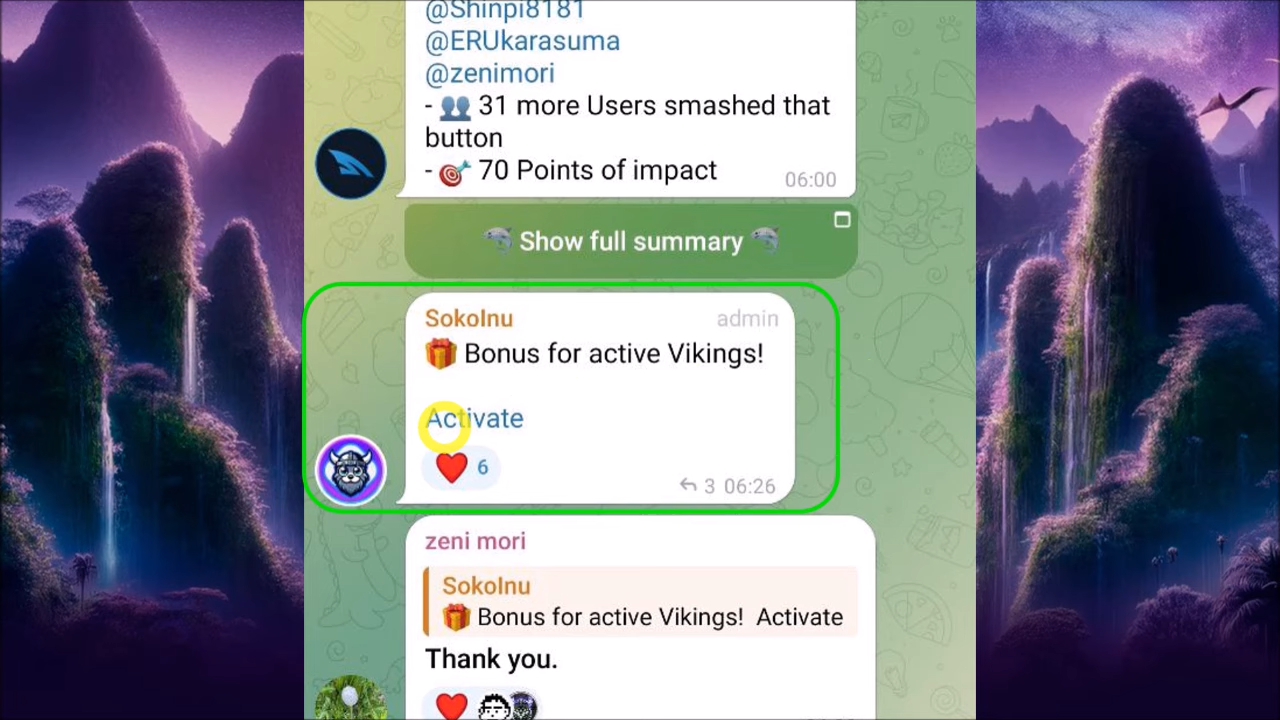 @Shinpi8181
@ERUkarasuma
@zenimori
- 👥 31 more Users smashed that
button
- 🎯 70 Points of impact
06:00
🐬 Show full summary 🐬
SokoInu admin
🎁 Bonus for active Vikings!
Activate
❤️ 6
3 06:26
zeni mori
SokoInu
🎁 Bonus for active Vikings! Activate
Thank you.